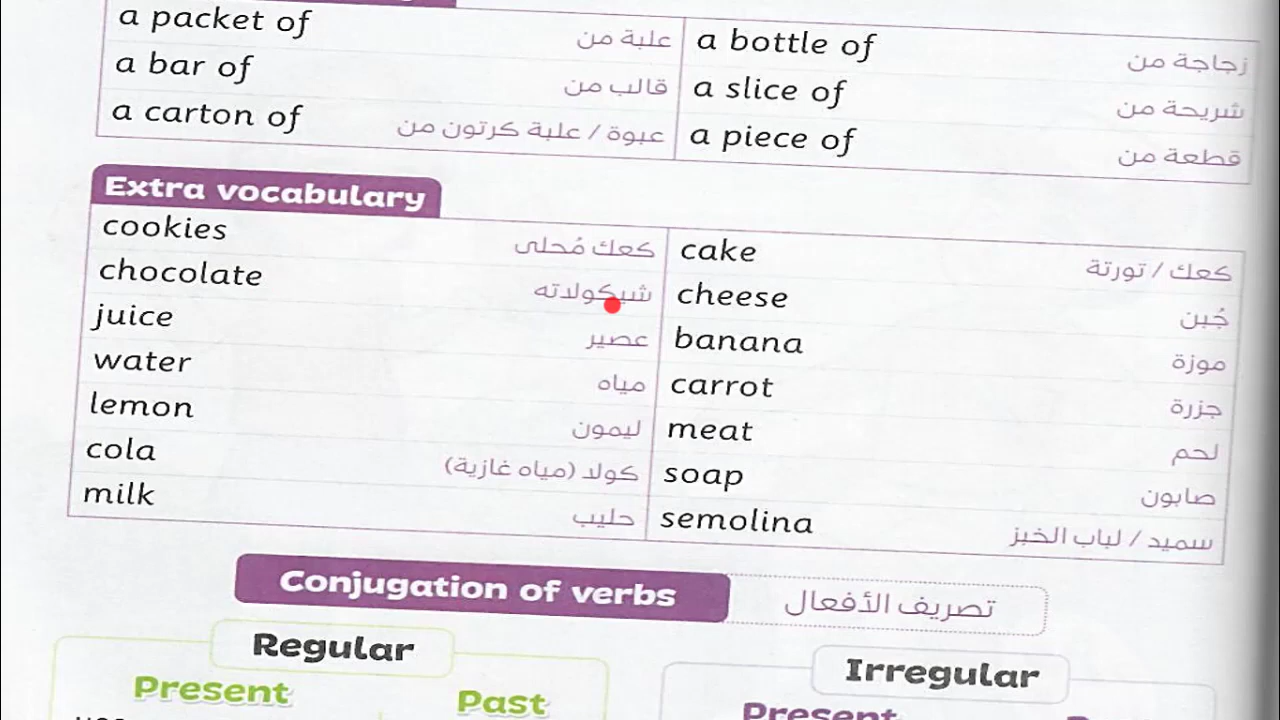 a packet of علبة من a bottle of زجاجة من
a bar of قالب من a slice of شريحة من
a carton of عبوة / علبة كرتون من a piece of قطعة من
Extra vocabulary
cookies كعك مُحلى cake كعك / تورتة
chocolate شيكولاته cheese جُبن
juice عصير banana موزة
water مياه carrot جزرة
lemon ليمون meat لحم
cola كولا (مياه غازية) soap صابون
milk حليب semolina سميد / لباب الخبز
Conjugation of verbs تصريف الأفعال
Regular Irregular
Present Past Present